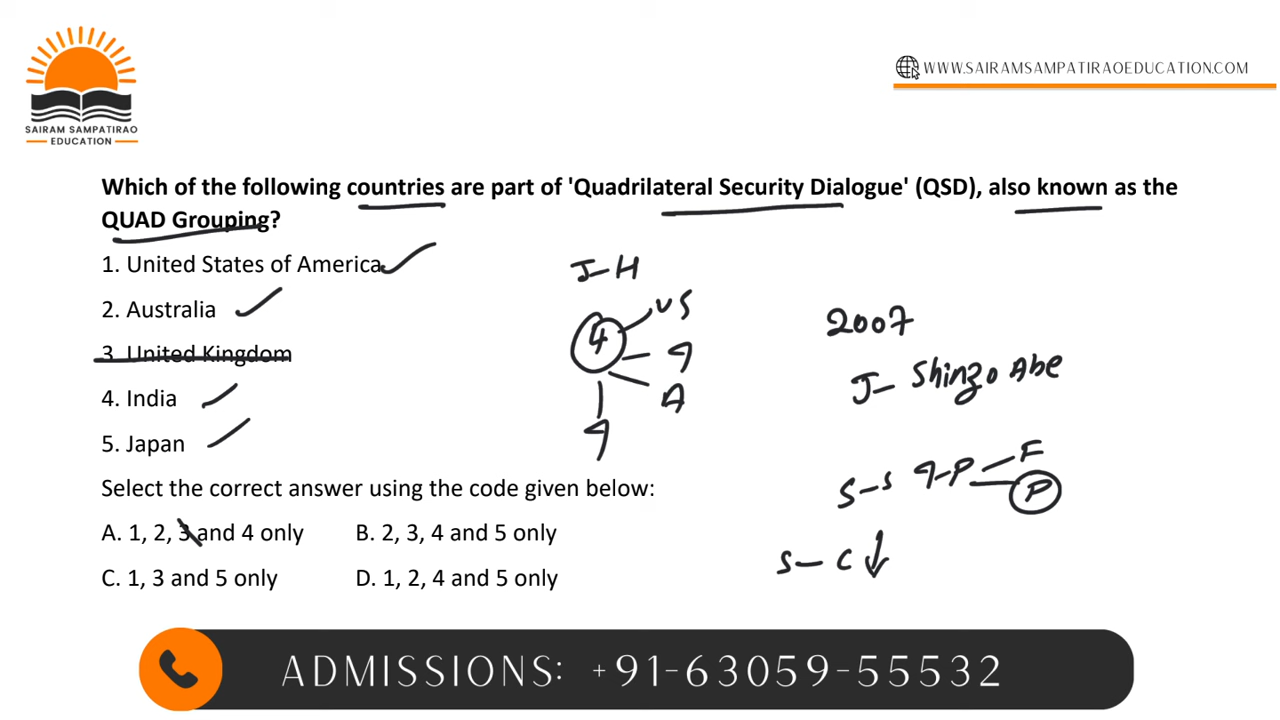 SAIRAM SAMPATIRAO
EDUCATION
WWW.SAIRAMSAMPATIRAOEDUCATION.COM
Which of the following countries are part of 'Quadrilateral Security Dialogue' (QSD), also known as the
QUAD Grouping?
1. United States of America
2. Australia
3. United Kingdom
4. India
5. Japan
Select the correct answer using the code given below:
A. 1, 2, 3 and 4 only
B. 2, 3, 4 and 5 only
C. 1, 3 and 5 only
D. 1, 2, 4 and 5 only
J-H
4
US
A
2007
J- Shinzo Abe
S-S
P
F
P
S-C
ADMISSIONS: +91-63059-55532